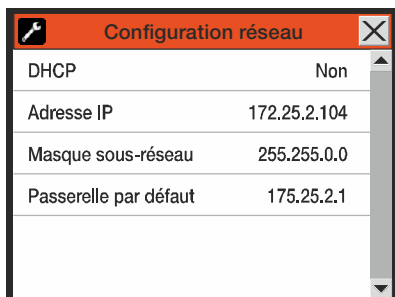 Configuration réseau
DHCP Non
Adresse IP 172.25.2.104
Masque sous-réseau 255.255.0.0
Passerelle par défaut 175.25.2.1